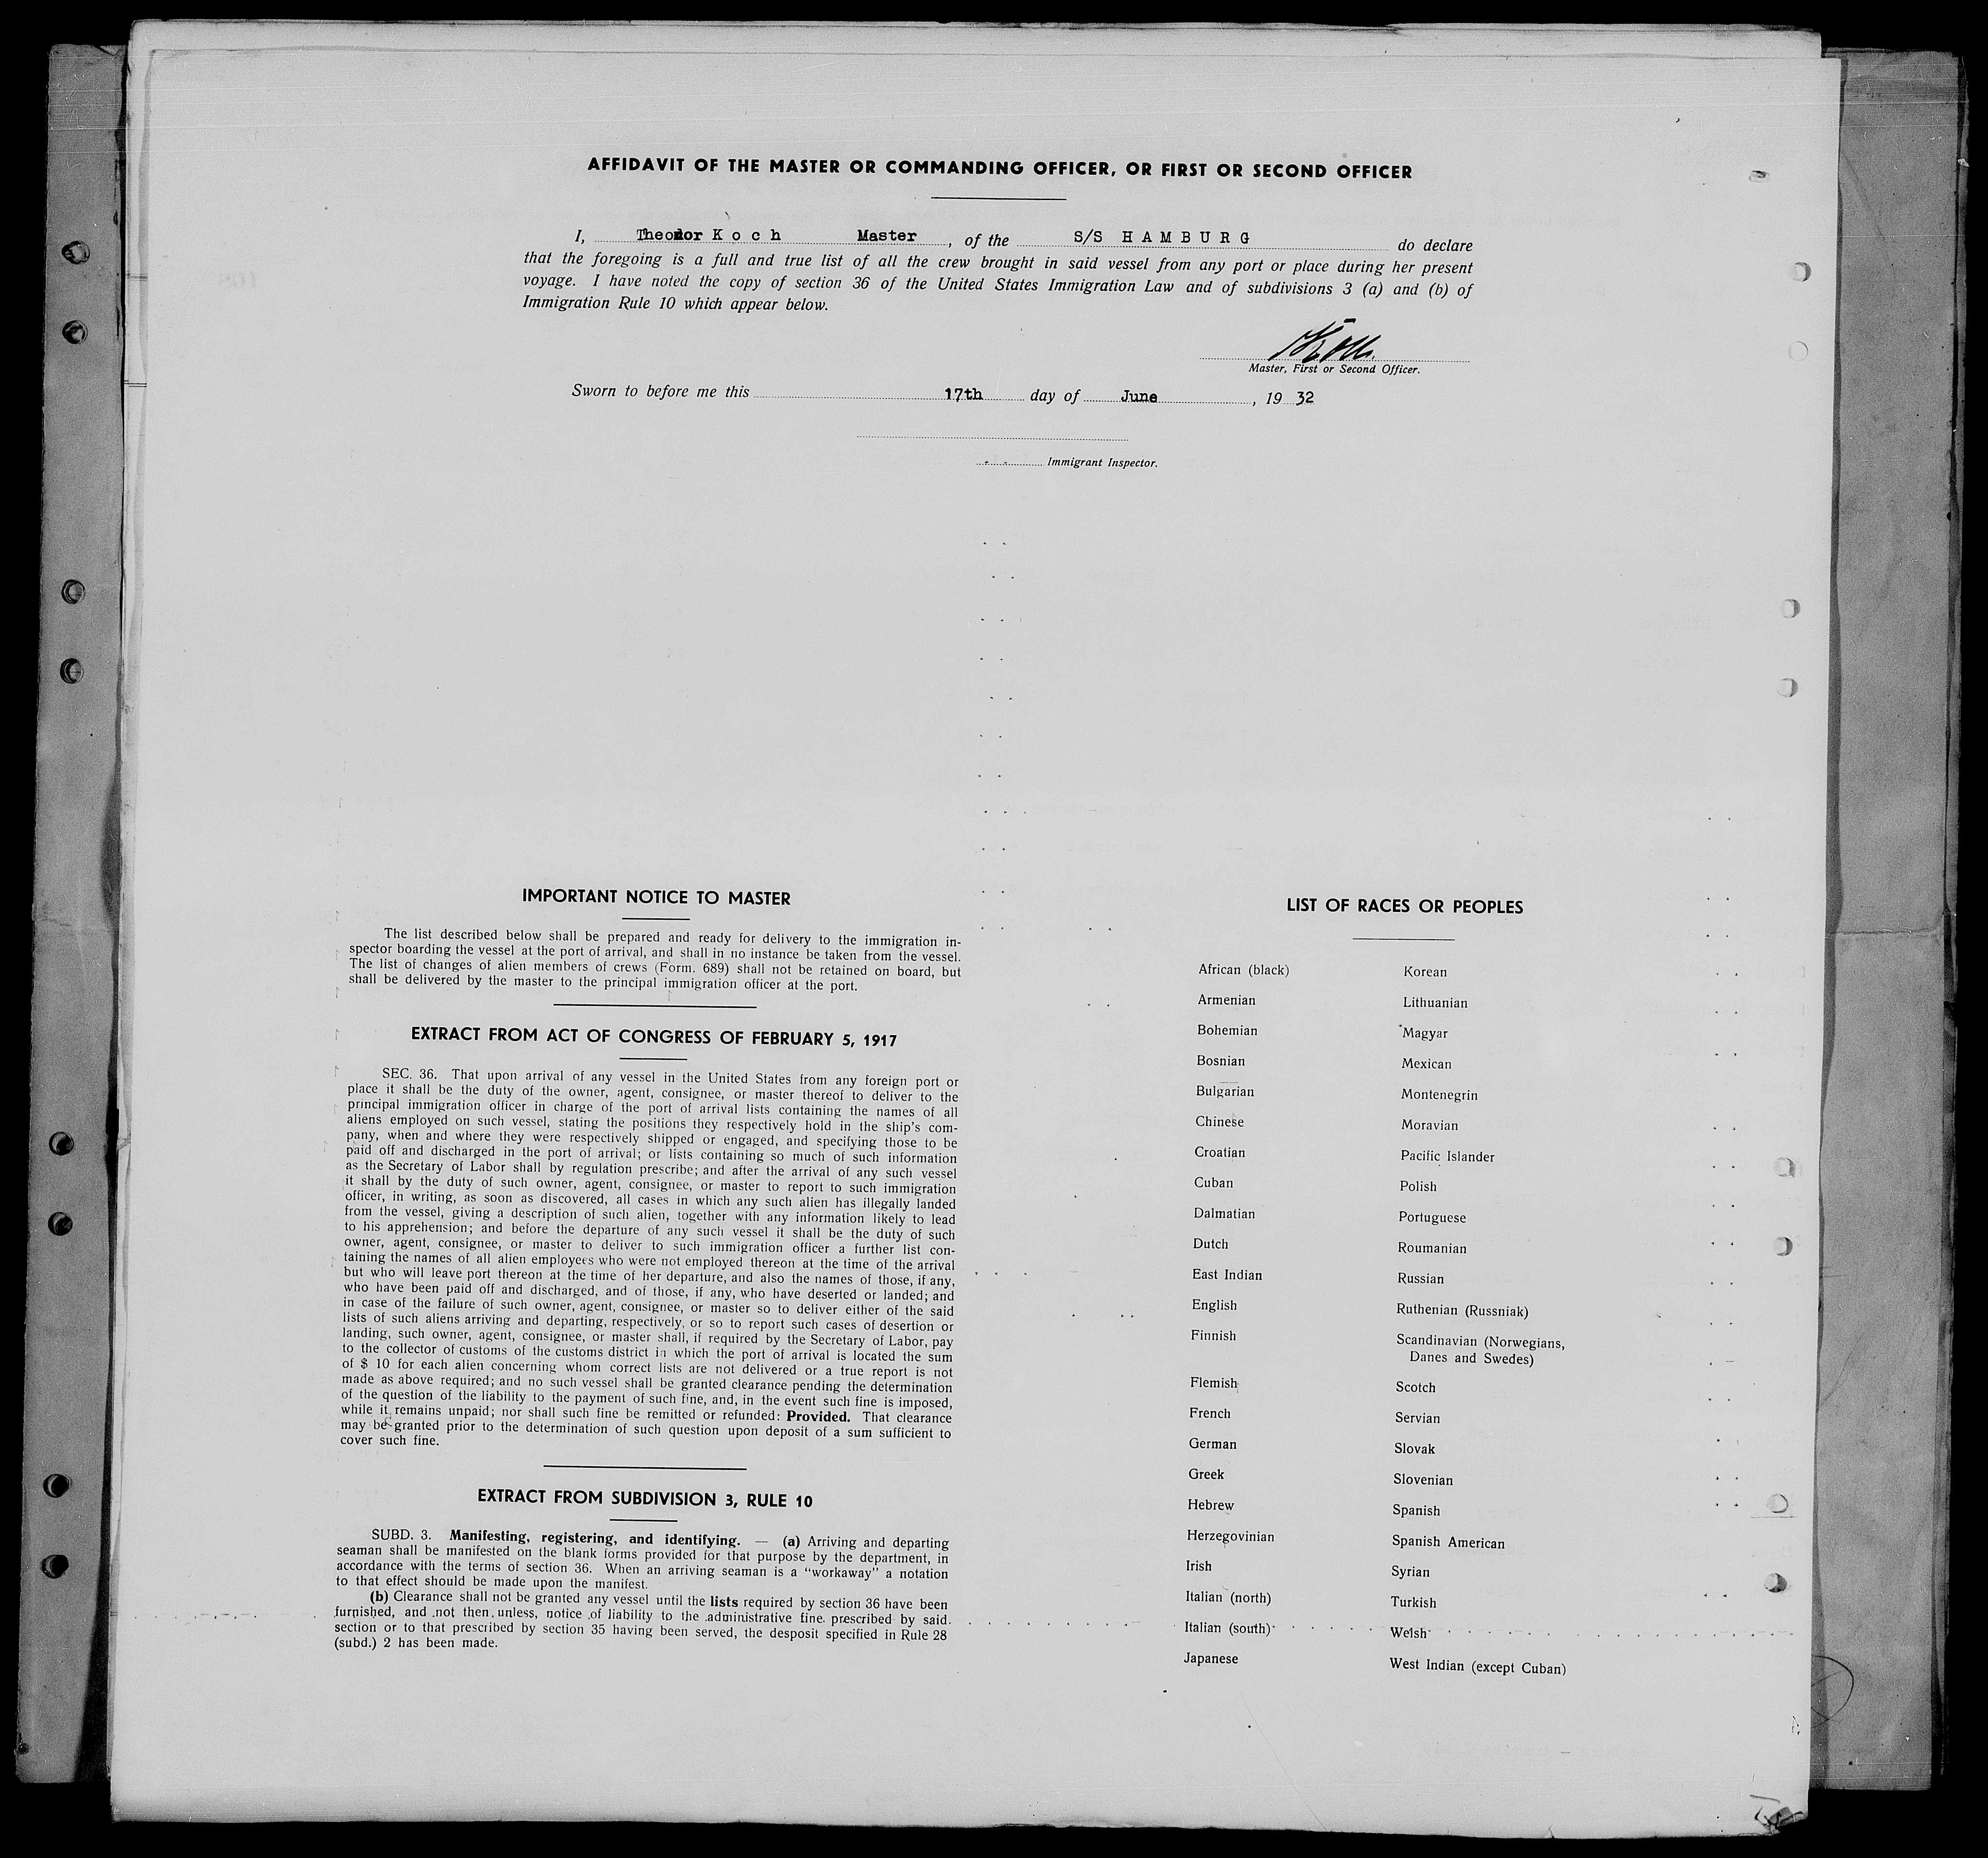 AFFIDAVIT OF THE MASTER OR COMMANDING OFFICER, OR FIRST OR SECOND OFFICER
I, Theodor K o c h Master, of the S/S H A M B U R G do declare
that the foregoing is a full and true list of all the crew brought in said vessel from any port or place during her present
voyage. I have noted the copy of section 36 of the United States Immigration Law and of subdivisions 3 (a) and (b) of
Immigration Rule 10 which appear below.
Master, First or Second Officer.
Sworn to before me this 17th day of June, 19 32
Immigrant Inspector.
IMPORTANT NOTICE TO MASTER
The list described below shall be prepared and ready for delivery to the immigration in-
spector boarding the vessel at the port of arrival, and shall in no instance be taken from the vessel.
The list of changes of alien members of crews (Form. 689) shall not be retained on board, but
shall be delivered by the master to the principal immigration officer at the port.
EXTRACT FROM ACT OF CONGRESS OF FEBRUARY 5, 1917
SEC. 36. That upon arrival of any vessel in the United States from any foreign port or
place it shall be the duty of the owner, agent, consignee, or master thereof to deliver to the
principal immigration officer in charge of the port of arrival lists containing the names of all
aliens employed on such vessel, stating the positions they respectively hold in the ship's com-
pany, when and where they were respectively shipped or engaged, and specifying those to be
paid off and discharged in the port of arrival; or lists containing so much of such information
as the Secretary of Labor shall by regulation prescribe; and after the arrival of any such vessel
it shall by the duty of such owner, agent, consignee, or master to report to such immigration
officer, in writing, as soon as discovered, all cases in which any such alien has illegally landed
from the vessel, giving a description of such alien, together with any information likely to lead
to his apprehension; and before the departure of any such vessel it shall be the duty of such
owner, agent, consignee, or master to deliver to such immigration officer a further list con-
taining the names of all alien employees who were not employed thereon at the time of the arrival
but who will leave port thereon at the time of her departure, and also the names of those, if any,
who have been paid off and discharged, and of those, if any, who have deserted or landed; and
in case of the failure of such owner, agent, consignee, or master so to deliver either of the said
lists of such aliens arriving and departing, respectively, or so to report such cases of desertion or
landing, such owner, agent, consignee, or master shall, if required by the Secretary of Labor, pay
to the collector of customs of the customs district in which the port of arrival is located the sum
of $ 10 for each alien concerning whom correct lists are not delivered or a true report is not
made as above required; and no such vessel shall be granted clearance pending the determination
of the question of the liability to the payment of such fine, and, in the event such fine is imposed,
while it remains unpaid; nor shall such fine be remitted or refunded: Provided. That clearance
may be granted prior to the determination of such question upon deposit of a sum sufficient to
cover such fine.
EXTRACT FROM SUBDIVISION 3, RULE 10
SUBD. 3. Manifesting, registering, and identifying. — (a) Arriving and departing
seaman shall be manifested on the blank forms provided for that purpose by the department, in
accordance with the terms of section 36. When an arriving seaman is a "workaway" a notation
to that effect should be made upon the manifest.
(b) Clearance shall not be granted any vessel until the lists required by section 36 have been
furnished, and not then unless, notice of liability to the administrative fine prescribed by said
section or to that prescribed by section 35 having been served, the desposit specified in Rule 28
(subd.) 2 has been made.
LIST OF RACES OR PEOPLES
African (black)
Armenian
Bohemian
Bosnian
Bulgarian
Chinese
Croatian
Cuban
Dalmatian
Dutch
East Indian
English
Finnish
Flemish
French
German
Greek
Hebrew
Herzegovinian
Irish
Italian (north)
Italian (south)
Japanese
Korean
Lithuanian
Magyar
Mexican
Montenegrin
Moravian
Pacific Islander
Polish
Portuguese
Roumanian
Russian
Ruthenian (Russniak)
Scandinavian (Norwegians,
Danes and Swedes)
Scotch
Servian
Slovak
Slovenian
Spanish
Spanish American
Syrian
Turkish
Welsh
West Indian (except Cuban)